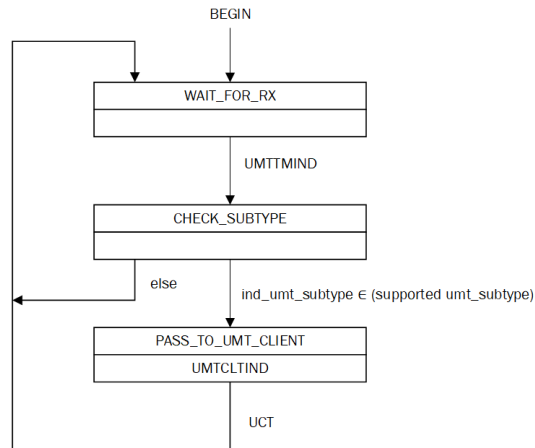 BEGIN
WAIT_FOR_RX
UMTTMIND
CHECK_SUBTYPE
else
ind_umt_subtype ∈ (supported umt_subtype)
PASS_TO_UMT_CLIENT
UMTCLTIND
UCT